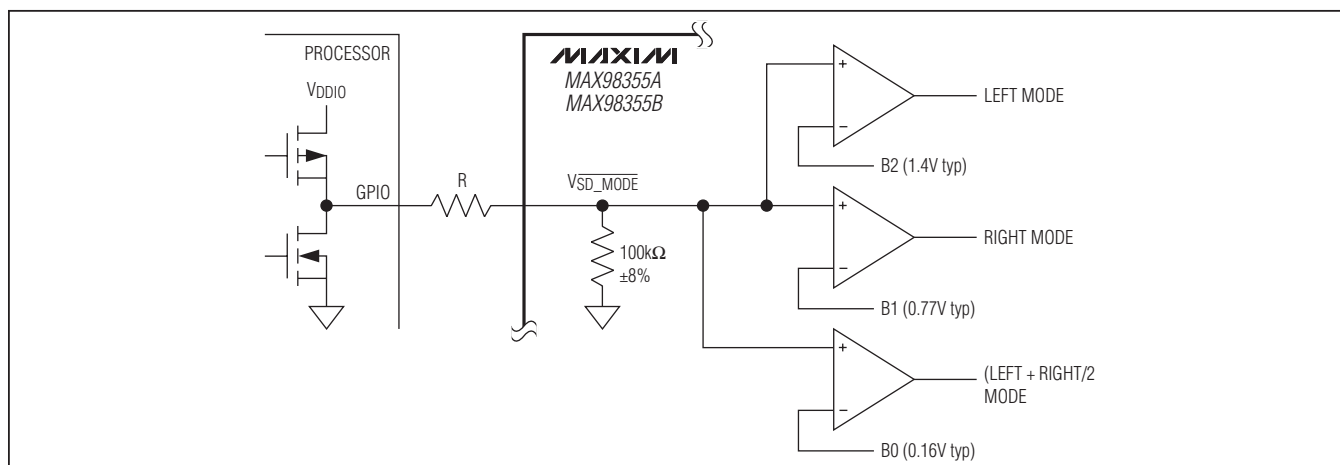 PROCESSOR
VDDIO
GPIO
R
MAXIM
MAX98355A
MAX98355B
VSD_MODE
100kΩ
±8%
+
−
LEFT MODE
B2 (1.4V typ)
+
−
RIGHT MODE
B1 (0.77V typ)
+
−
(LEFT + RIGHT/2
MODE
B0 (0.16V typ)